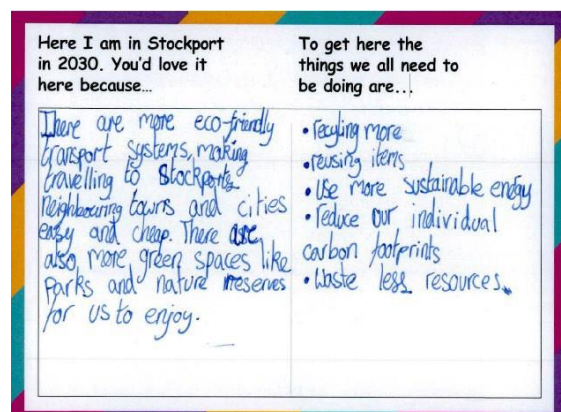 Here I am in Stockport
in 2030. You'd love it
here because...
There are more eco-friendly
transport systems, making
travelling to Stockports
neighbouring towns and cities
easy and cheap. There are
also more green spaces like
parks and nature reserves
for us to enjoy.
To get here the
things we all need to
be doing are...
• recyling more
• reusing items
• use more sustainable energy
• reduce our individual
carbon footprints
• Waste less resources.